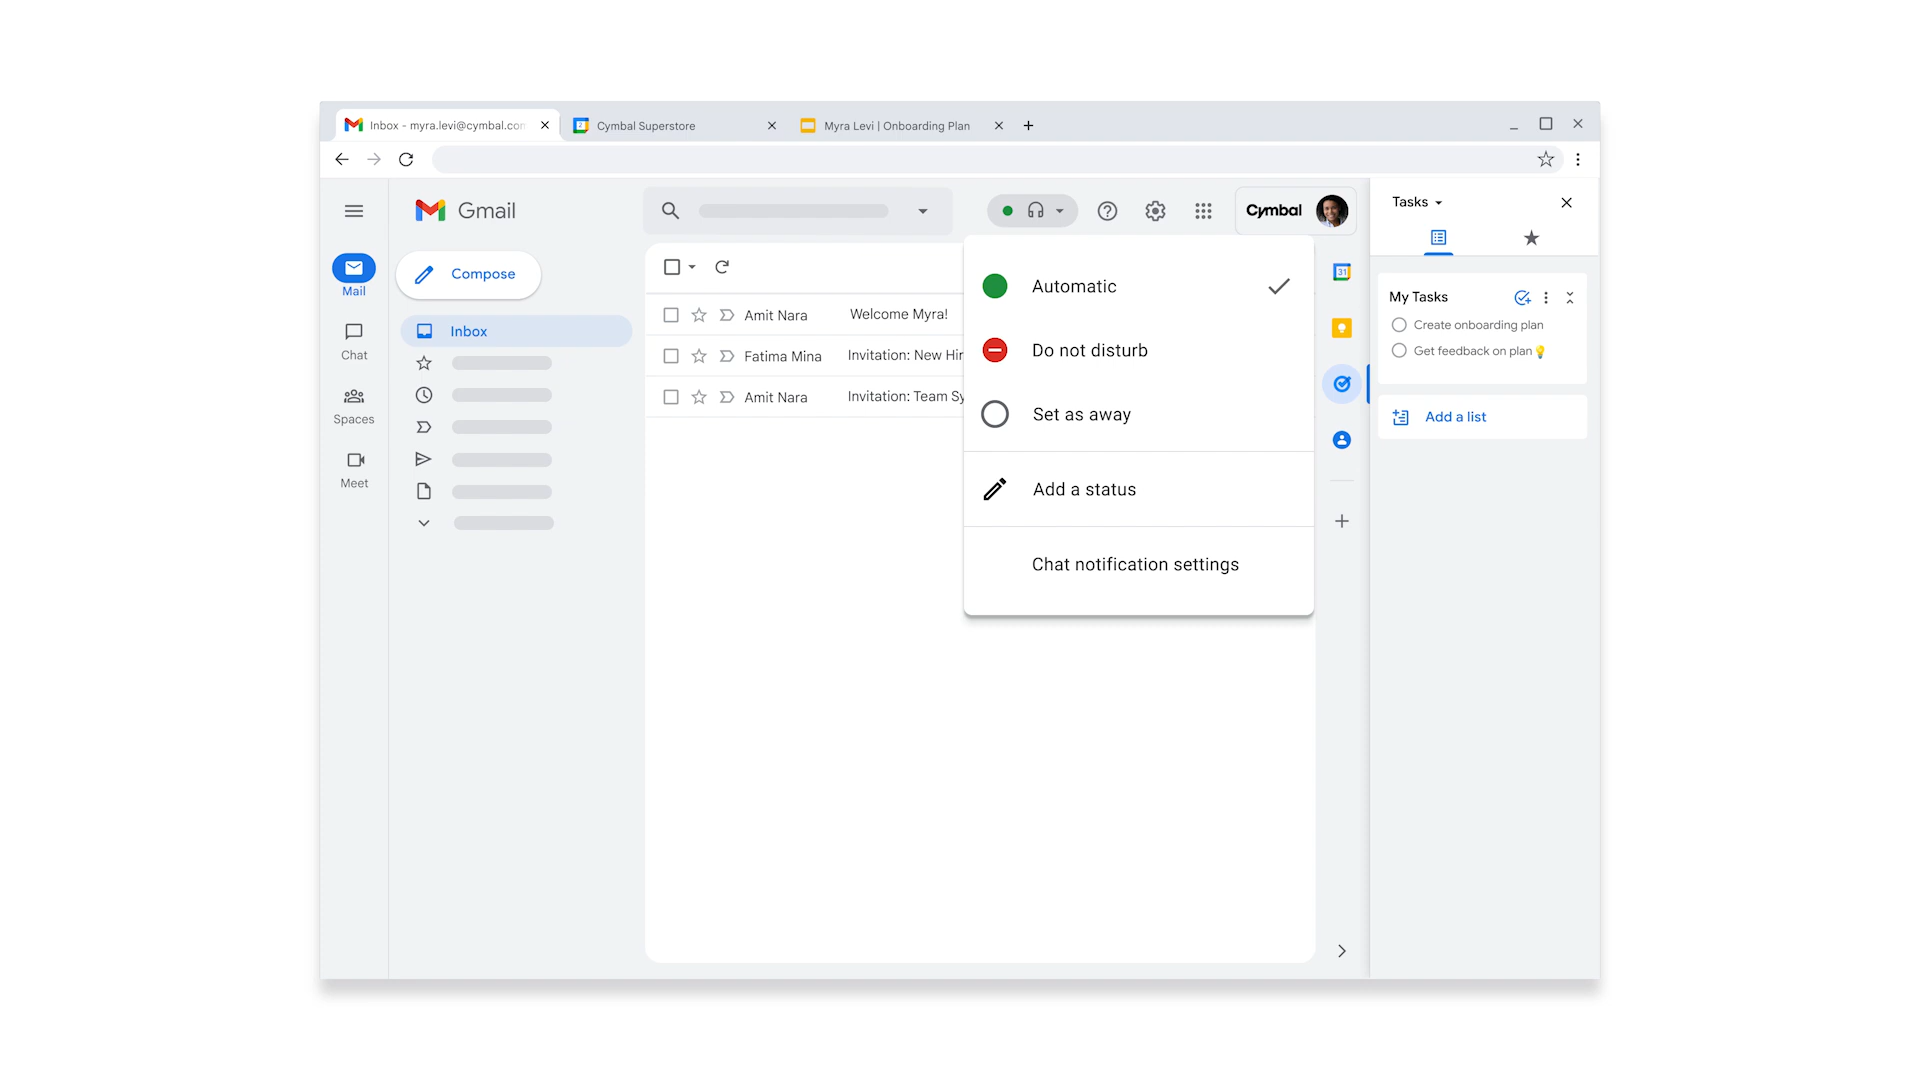 Inbox - myra.levi@cymbal.com
Cymbal Superstore
Myra Levi | Onboarding Plan
Gmail
Cymbal
Tasks
Mail
Chat
Spaces
Meet
Compose
Inbox
Amit Nara Welcome Myra!
Fatima Mina Invitation: New Hir
Amit Nara Invitation: Team Sy
Automatic
Do not disturb
Set as away
Add a status
Chat notification settings
31
My Tasks
Create onboarding plan
Get feedback on plan💡
Add a list